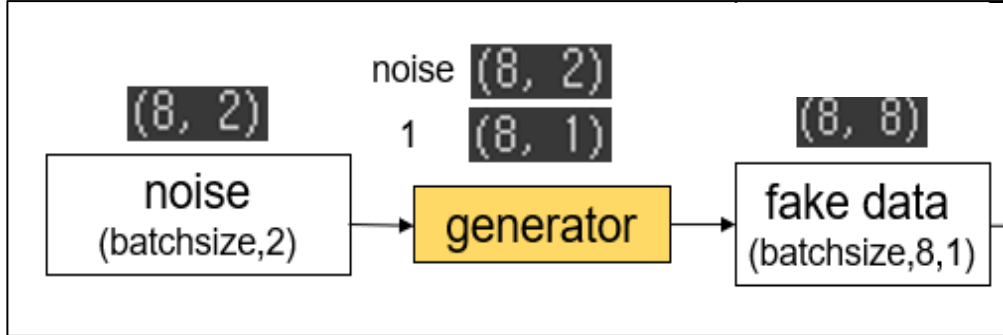 noise (8, 2)
(8, 2)
1 (8, 1)
(8, 8)
noise
(batchsize,2)
generator
fake data
(batchsize,8,1)